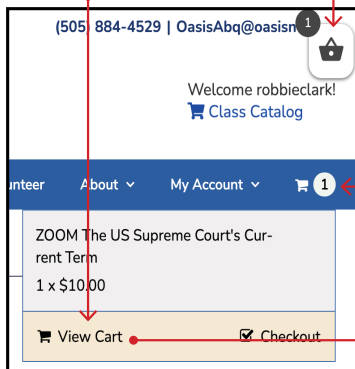 (505) 884-4529 | OasisAbq@oasisn
1
Welcome robbieclark!
Class Catalog
unteer About My Account 1
ZOOM The US Supreme Court's Cur-
rent Term
1 x $10.00
View Cart Checkout